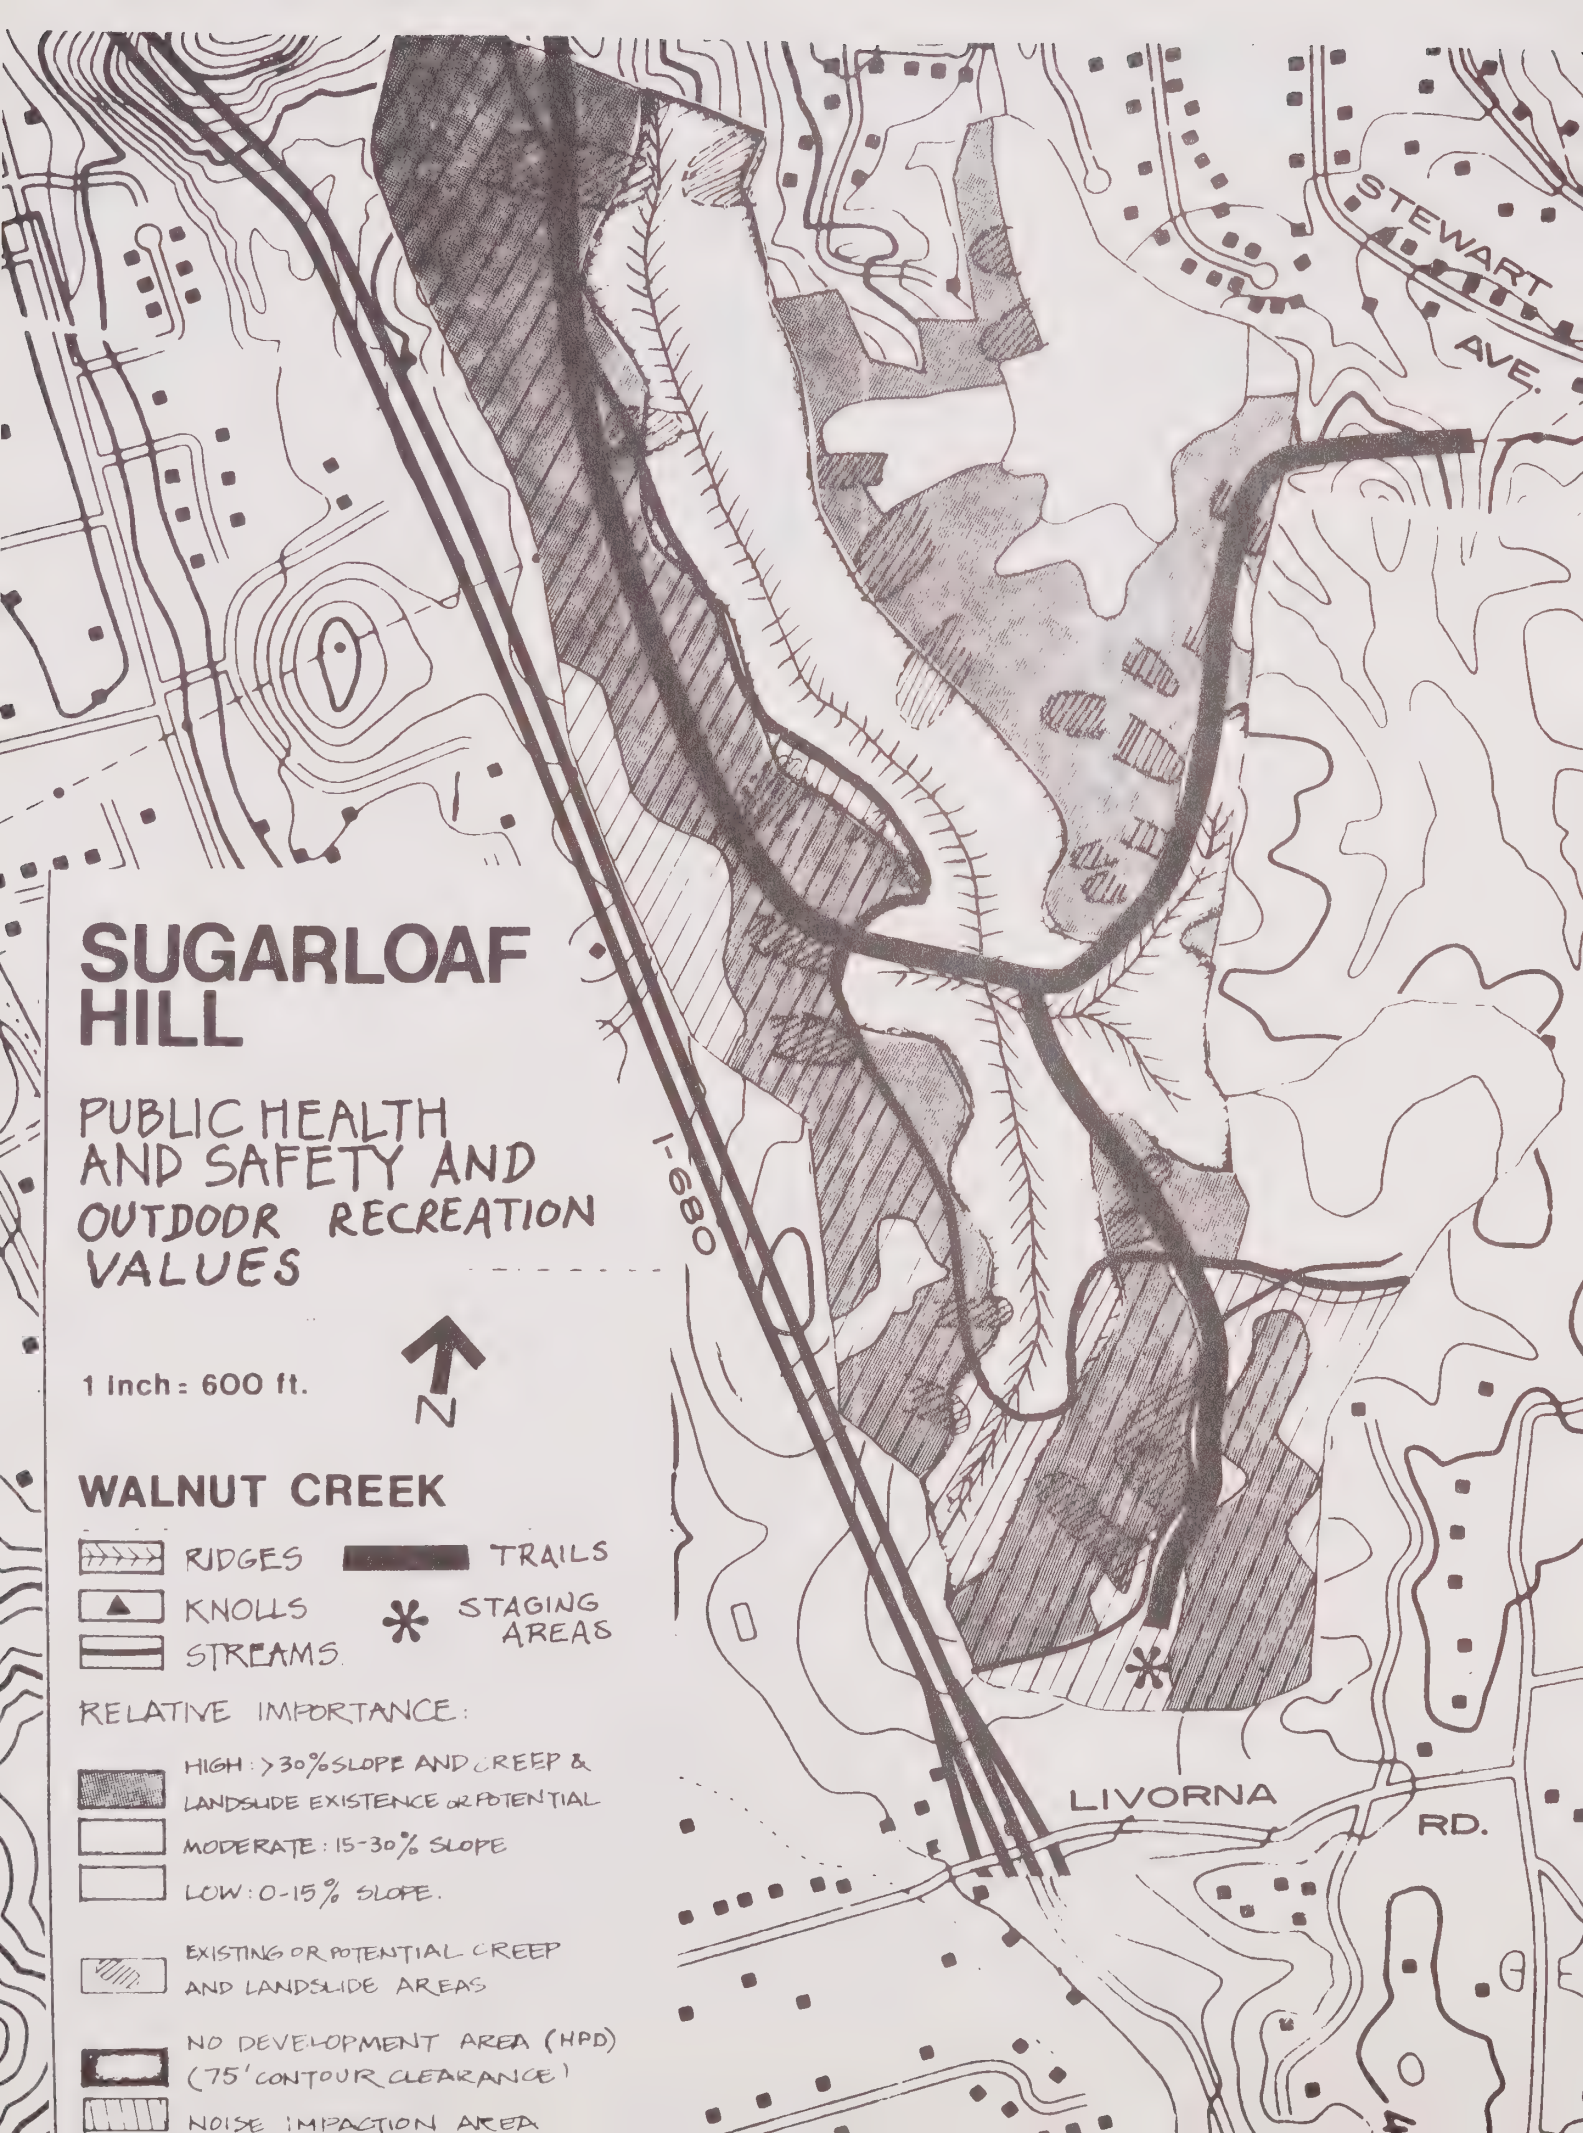 STEWART
AVE.
SUGARLOAF
HILL
PUBLIC HEALTH
AND SAFETY AND
OUTDOOR RECREATION
VALUES
I-680
1 inch = 600 ft.
N
WALNUT CREEK
RIDGES
TRAILS
KNOLLS
STAGING
AREAS
STREAMS
RELATIVE IMPORTANCE:
HIGH: >30% SLOPE AND CREEP &
LANDSLIDE EXISTENCE OR POTENTIAL
MODERATE: 15-30% SLOPE
LOW: 0-15% SLOPE.
EXISTING OR POTENTIAL CREEP
AND LANDSLIDE AREAS
NO DEVELOPMENT AREA (HPD)
(75' CONTOUR CLEARANCE)
NOISE IMPACTION AREA
LIVORNA
RD.